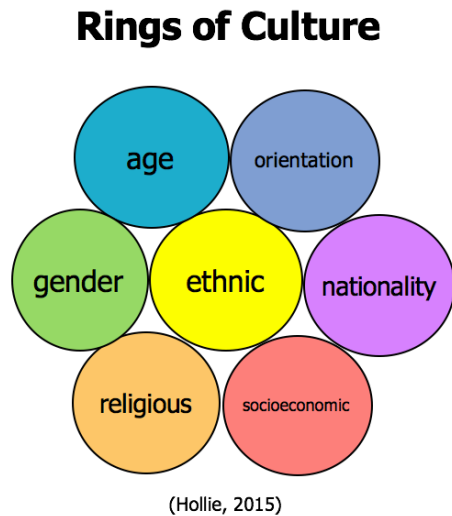 Rings of Culture
age
orientation
gender
ethnic
nationality
religious
socioeconomic
(Hollie, 2015)